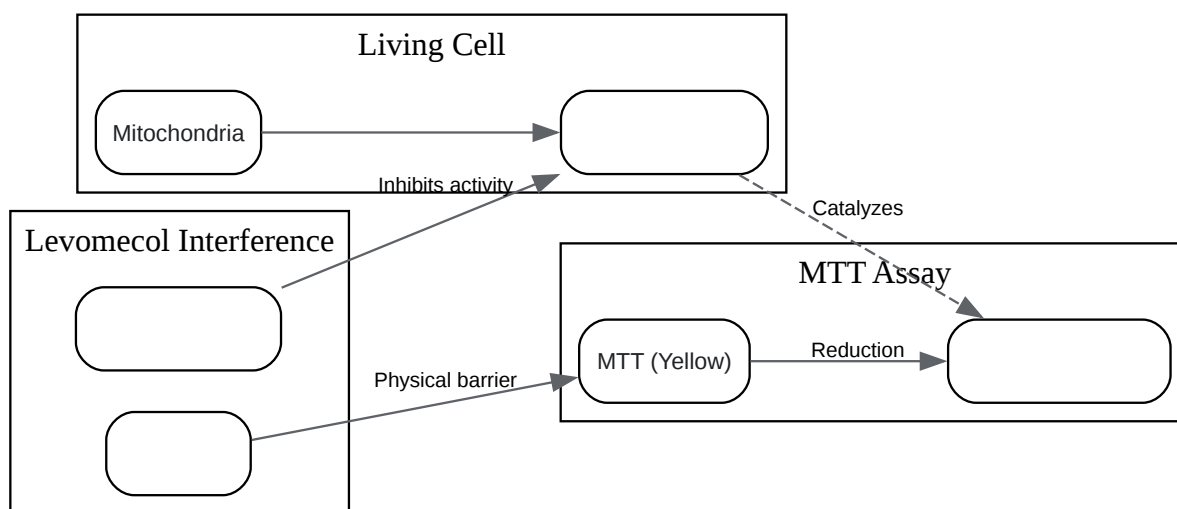 Living Cell
Mitochondria
Inhibits activity
Catalyzes
Levomecol Interference
MTT Assay
MTT (Yellow)
Reduction
Physical barrier